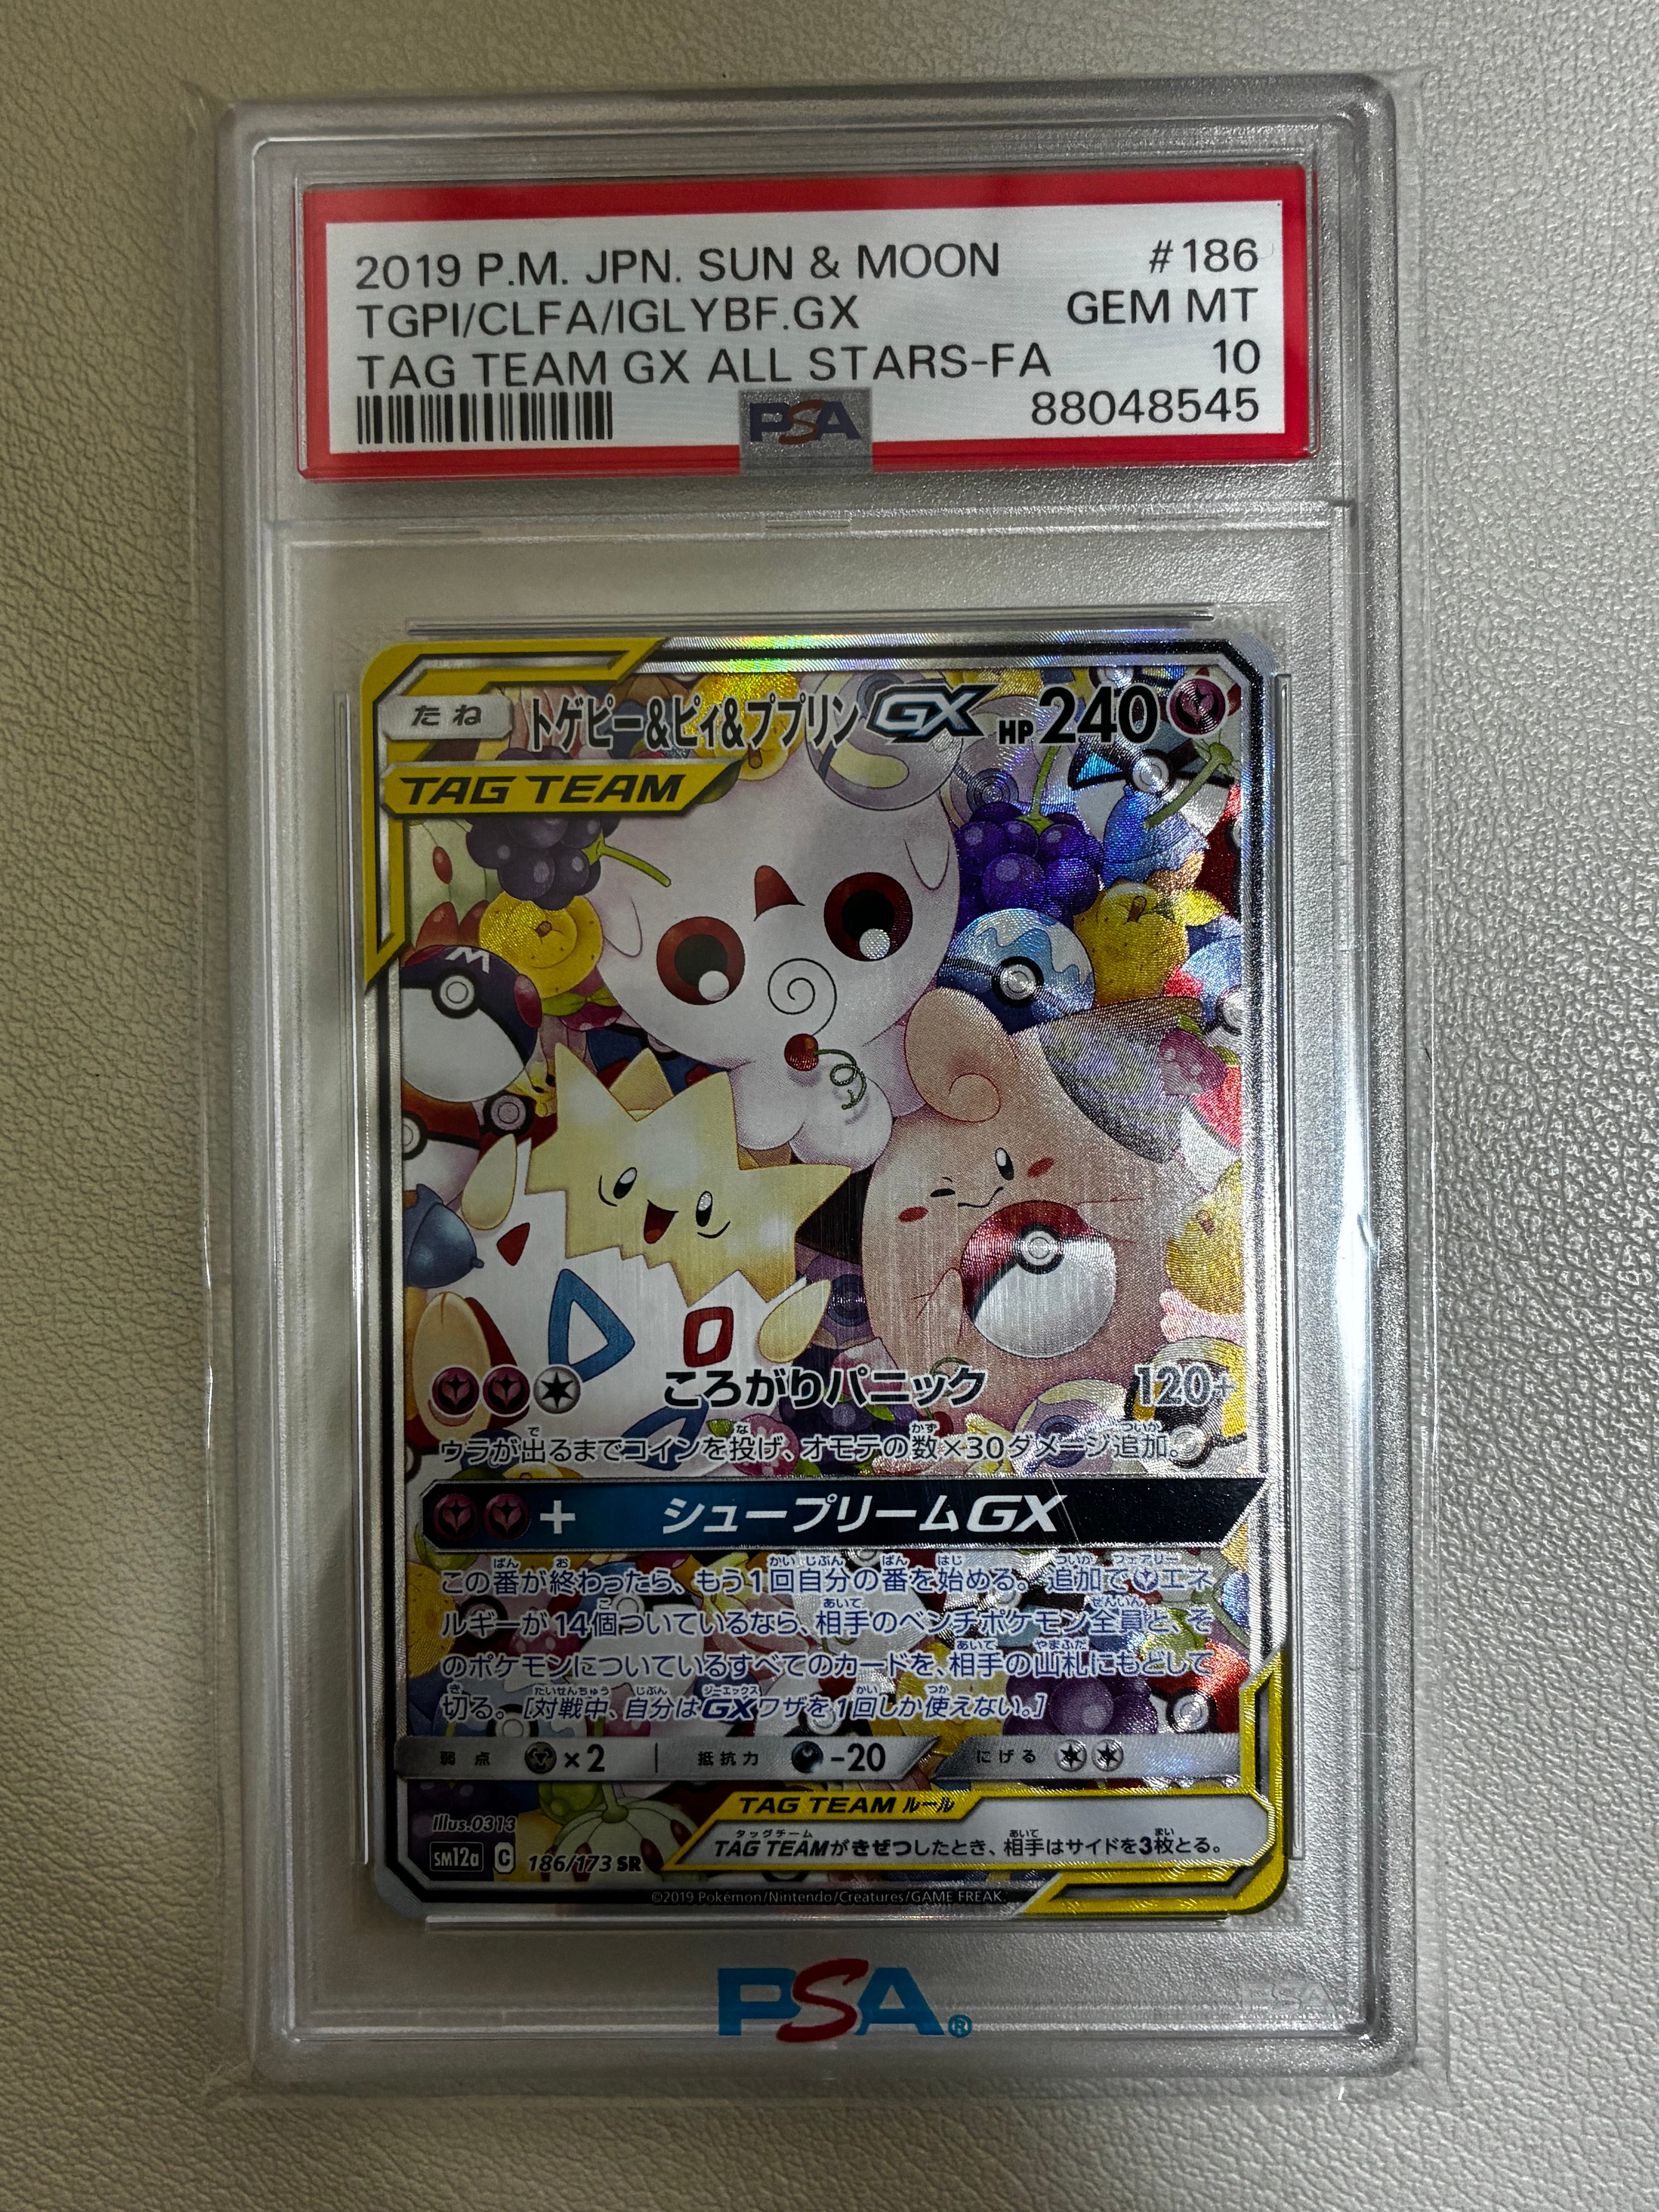 2019 P.M. JPN. SUN & MOON #186
TGPI/CLFA/IGLYBF.GX GEM MT
TAG TEAM GX ALL STARS-FA 10
PSA 88048545
たね トゲピー&ピィ&ププリンGX HP240
TAG TEAM
M
ころがりパニック 120+
ウラが出るまでコインを投げ、オモテの数×30ダメージ追加。
+ シュープリームGX
この番が終わったら、もう1回自分の番を始める。追加でエネ
ルギーが14個ついているなら、相手のベンチポケモン全員と、そ
のポケモンについているすべてのカードを、相手の山札にもどして
切る。[対戦中、自分はGXワザを1回しか使えない。]
弱点 ×2 抵抗力 -20 にげる
TAG TEAM ルール
illus.0313
TAG TEAMがきぜつしたとき、相手はサイドを3枚とる。
SM12a C 186/173 SR
©2019 Pokémon/Nintendo/Creatures/GAME FREAK.
PSA®
PSA